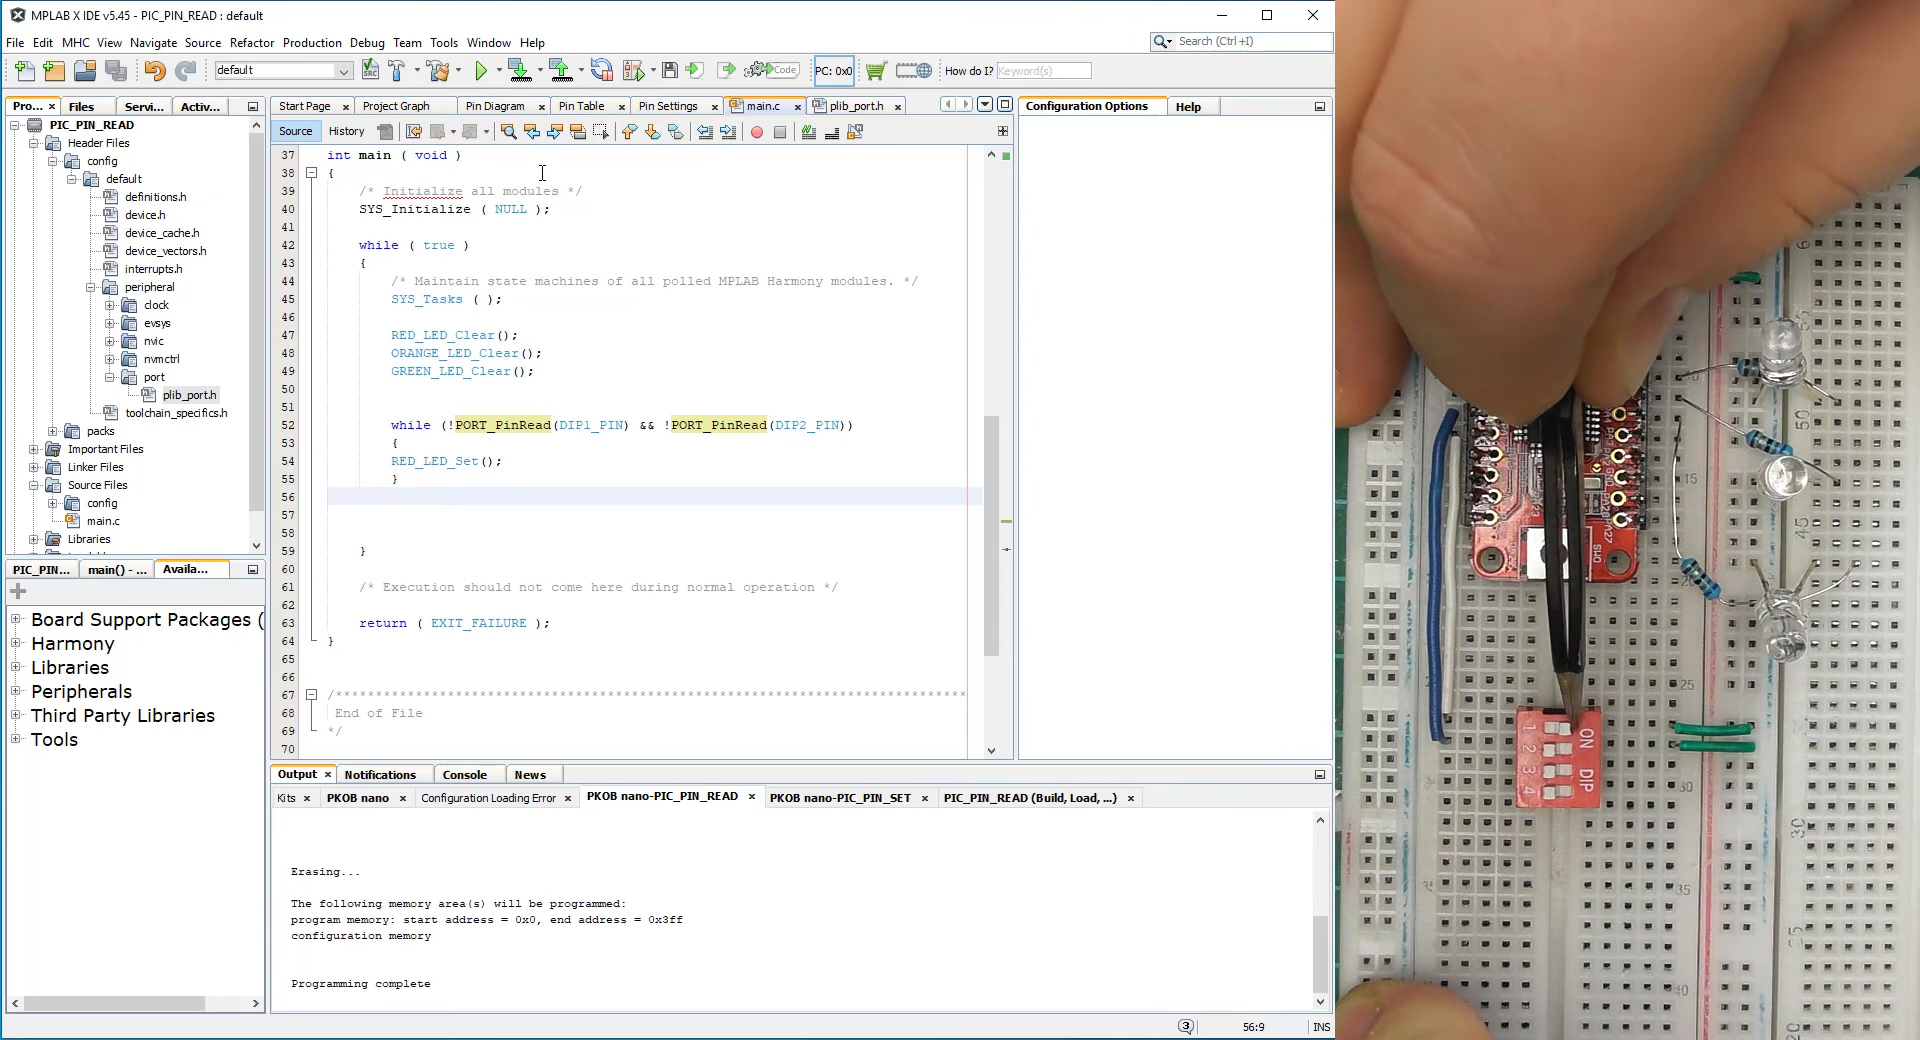 MPLAB X IDE v5.45 - PIC_PIN_READ : default
File Edit MHC View Navigate Source Refactor Production Debug Team Tools Window Help
Search (Ctrl+I)
default
PC: 0x0
How do I? Keyword(s)
Pro... Files Servi... Activ...
Start Page Project Graph Pin Diagram Pin Table Pin Settings main.c plib_port.h
Configuration Options Help
Source History
PIC_PIN_READ
Header Files
config
default
definitions.h
device.h
device_cache.h
device_vectors.h
interrupts.h
peripheral
clock
evsys
nvic
nvmctrl
port
plib_port.h
toolchain_specifics.h
packs
Important Files
Linker Files
Source Files
config
main.c
Libraries
37 int main ( void )
38 {
39 /* Initialize all modules */
40 SYS_Initialize ( NULL );
41
42 while ( true )
43 {
44 /* Maintain state machines of all polled MPLAB Harmony modules. */
45 SYS_Tasks ( );
46
47 RED_LED_Clear();
48 ORANGE_LED_Clear();
49 GREEN_LED_Clear();
50
51
52 while (!PORT_PinRead(DIP1_PIN) && !PORT_PinRead(DIP2_PIN))
53 {
54 RED_LED_Set();
55 }
56
57
58
59 }
60
61 /* Execution should not come here during normal operation */
62
63 return ( EXIT_FAILURE );
64 }
65
66
67 /*******************************************************************************
68 End of File
69 */
70
PIC_PIN... main() - ... Availa...
Board Support Packages (
Harmony
Libraries
Peripherals
Third Party Libraries
Tools
Output Notifications Console News
Kits PKOB nano Configuration Loading Error PKOB nano-PIC_PIN_READ PKOB nano-PIC_PIN_SET PIC_PIN_READ (Build, Load, ...)
Erasing...
The following memory area(s) will be programmed:
program memory: start address = 0x0, end address = 0x3ff
configuration memory
Programming complete
3
56:9
INS
ON DIP
1 2 3 4
SWD
15
25
30
35
40
50
45